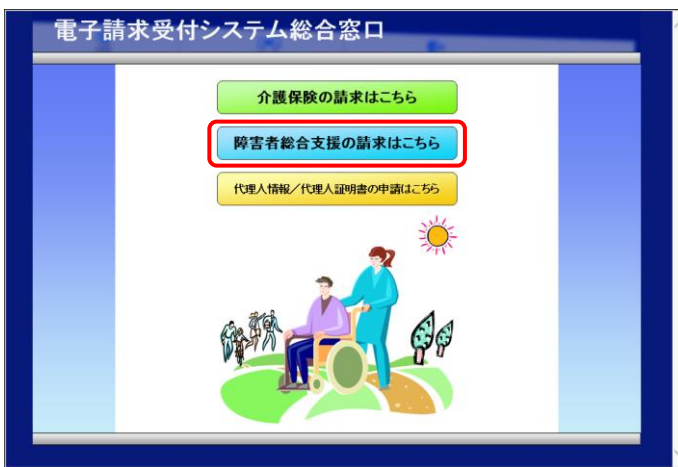 電子請求受付システム総合窓口
介護保険の請求はこちら
障害者総合支援の請求はこちら
代理人情報／代理人証明書の申請はこちら